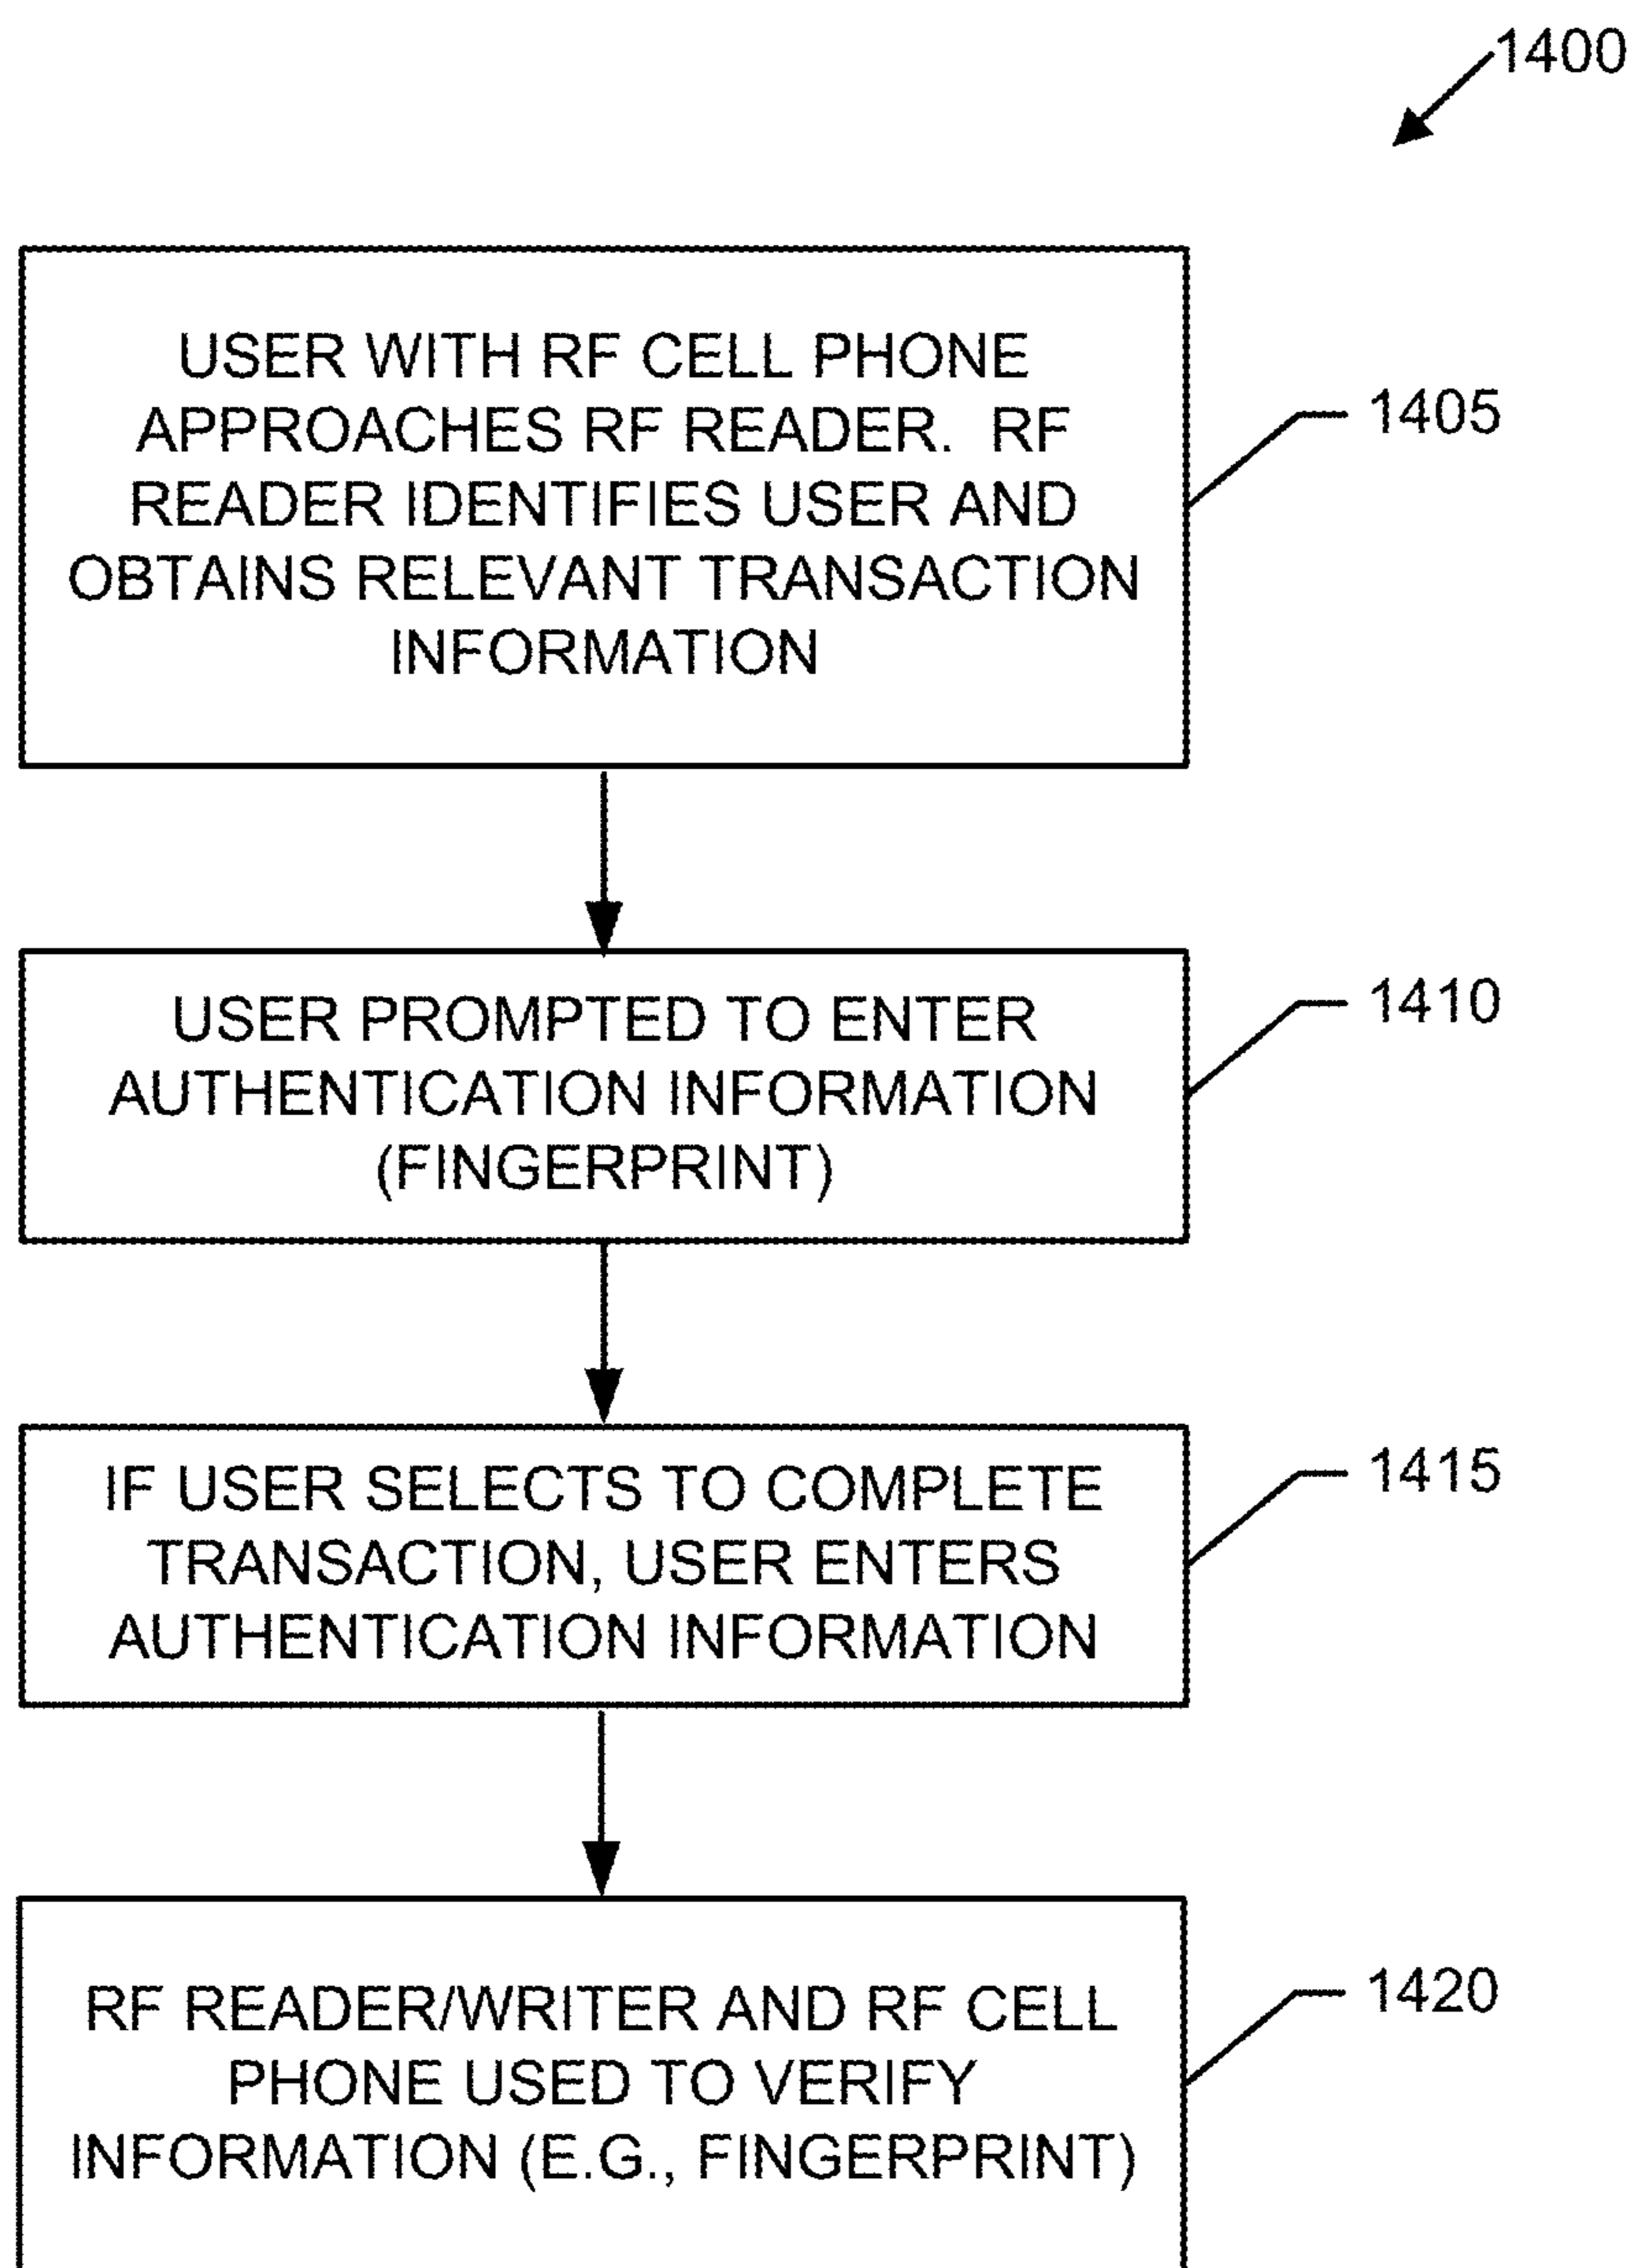 1400
USER WITH RF CELL PHONE
APPROACHES RF READER. RF
READER IDENTIFIES USER AND
OBTAINS RELEVANT TRANSACTION
INFORMATION
1405
USER PROMPTED TO ENTER
AUTHENTICATION INFORMATION
(FINGERPRINT)
1410
IF USER SELECTS TO COMPLETE
TRANSACTION, USER ENTERS
AUTHENTICATION INFORMATION
1415
RF READER/WRITER AND RF CELL
PHONE USED TO VERIFY
INFORMATION (E.G., FINGERPRINT)
1420